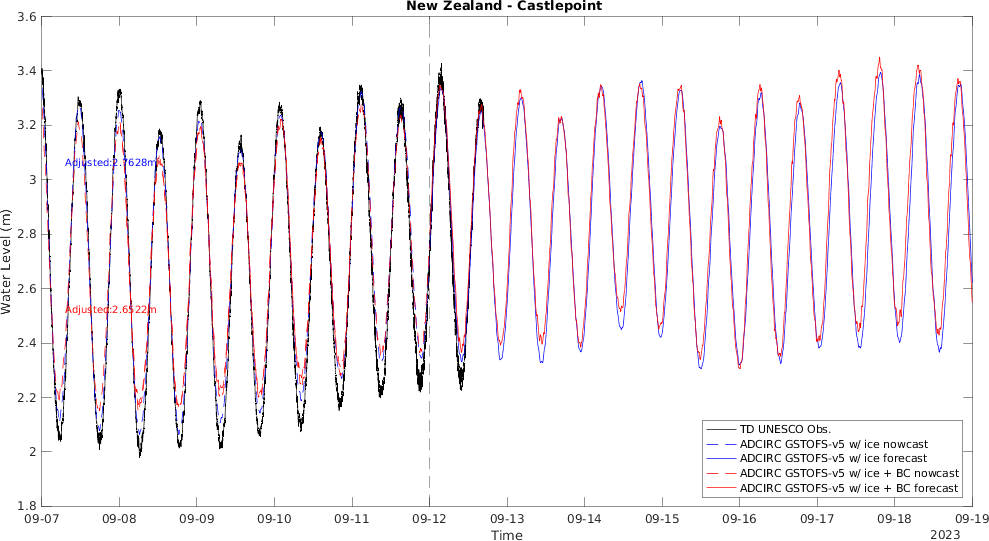 New Zealand - Castlepoint
Water Level (m)
3.6
3.4
3.2
3
2.8
2.6
2.4
2.2
2
1.8
Adjusted:2.7628m
Adjusted:2.6522m
TD UNESCO Obs.
ADCIRC GSTOFS-v5 w/ ice nowcast
ADCIRC GSTOFS-v5 w/ ice forecast
ADCIRC GSTOFS-v5 w/ ice + BC nowcast
ADCIRC GSTOFS-v5 w/ ice + BC forecast
09-07 09-08 09-09 09-10 09-11 09-12 09-13 09-14 09-15 09-16 09-17 09-18 09-19
Time
2023